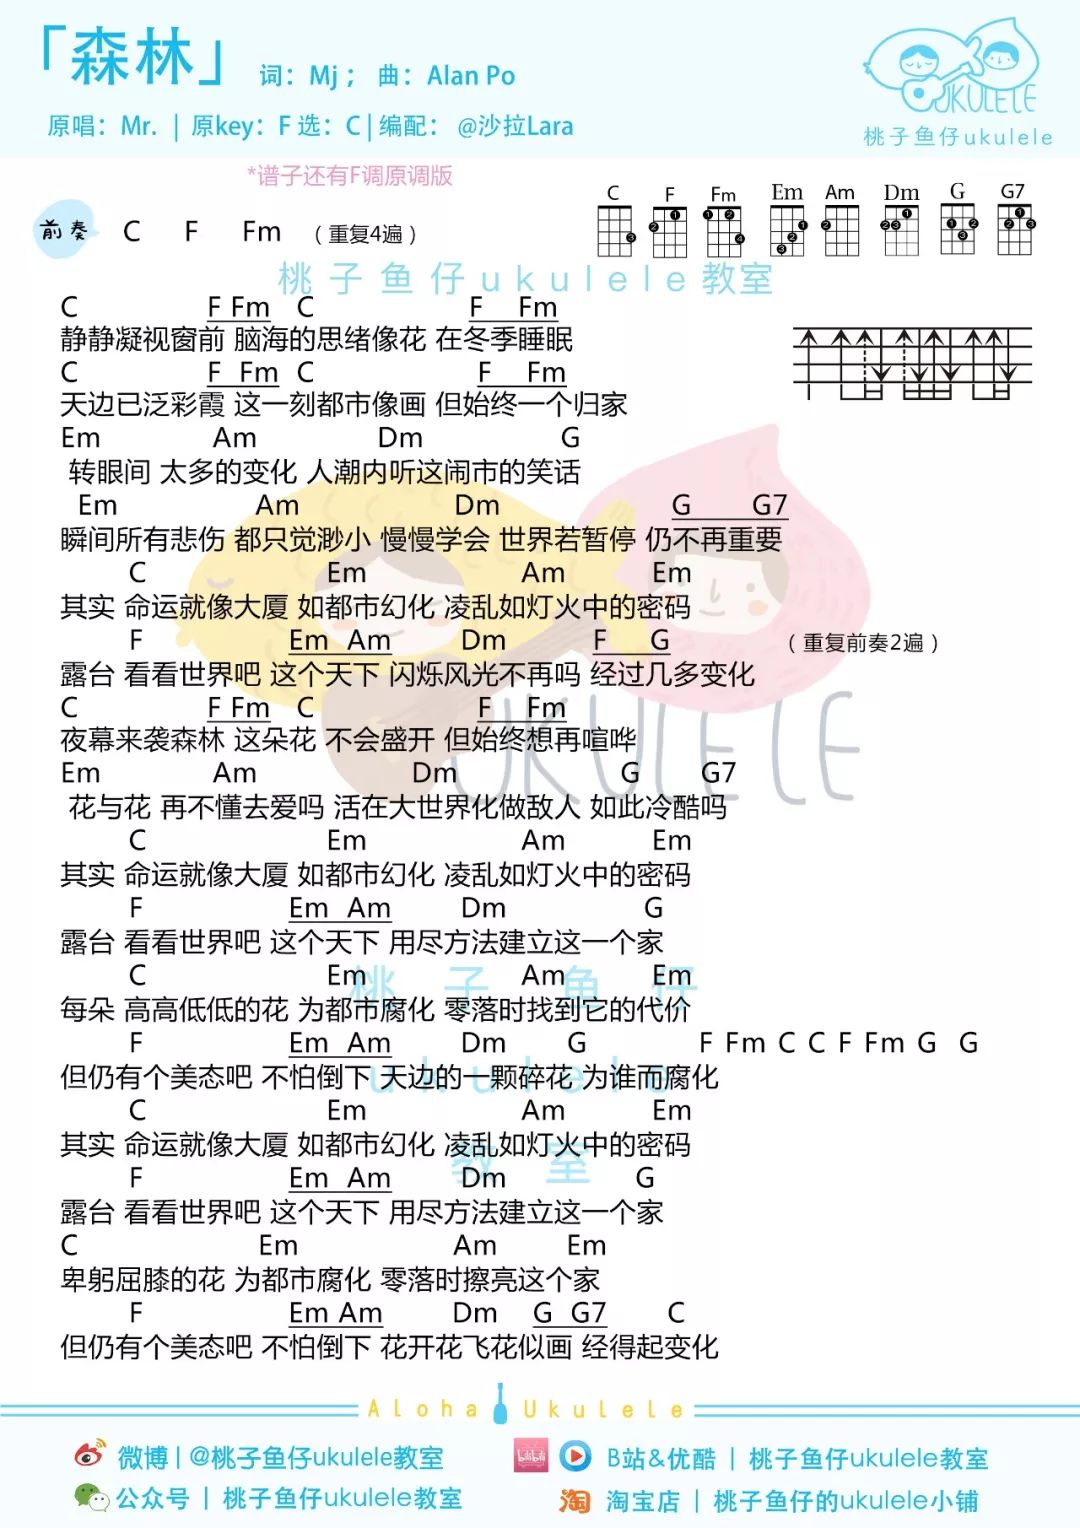 「森林」
词：Mj； 曲：Alan Po
原唱：Mr. | 原key：F 选：C | 编配： @沙拉Lara
UKULELE
桃子鱼仔ukulele
*谱子还有F调原调版
C F Fm Em Am Dm G G7
前奏 C F Fm （重复4遍）
桃子鱼仔ukulele教室
C F Fm C F Fm
静静凝视窗前 脑海的思绪像花 在冬季睡眠
C F Fm C F Fm
天边已泛彩霞 这一刻都市像画 但始终一个归家
Em Am Dm G
转眼间 太多的变化 人潮内听这闹市的笑话
Em Am Dm G G7
瞬间所有悲伤 都只觉渺小 慢慢学会 世界若暂停 仍不再重要
C Em Am Em
其实 命运就像大厦 如都市幻化 凌乱如灯火中的密码
F Em Am Dm F G （重复前奏2遍）
露台 看看世界吧 这个天下 闪烁风光不再吗 经过几多变化
C F Fm C F Fm
夜幕来袭森林 这朵花 不会盛开 但始终想再喧哗
UKULELE
Em Am Dm G G7
花与花 再不懂去爱吗 活在大世界化做敌人 如此冷酷吗
C Em Am Em
其实 命运就像大厦 如都市幻化 凌乱如灯火中的密码
F Em Am Dm G
露台 看看世界吧 这个天下 用尽方法建立这一个家
C Em Am Em
桃子鱼仔
每朵 高高低低的花 为都市腐化 零落时找到它的代价
F Em Am Dm G F Fm C C F Fm G G
但仍有个美态吧 不怕倒下 天边的一颗碎花 为谁而腐化
ukulele
C Em Am Em
其实 命运就像大厦 如都市幻化 凌乱如灯火中的密码
教室
F Em Am Dm G
露台 看看世界吧 这个天下 用尽方法建立这一个家
C Em Am Em
卑躬屈膝的花 为都市腐化 零落时擦亮这个家
F Em Am Dm G G7 C
但仍有个美态吧 不怕倒下 花开花飞花似画 经得起变化
Aloha Ukulele
微博 | @桃子鱼仔ukulele教室
bilibili B站&优酷 | 桃子鱼仔ukulele教室
公众号 | 桃子鱼仔ukulele教室
淘 淘宝店 | 桃子鱼仔的ukulele小铺